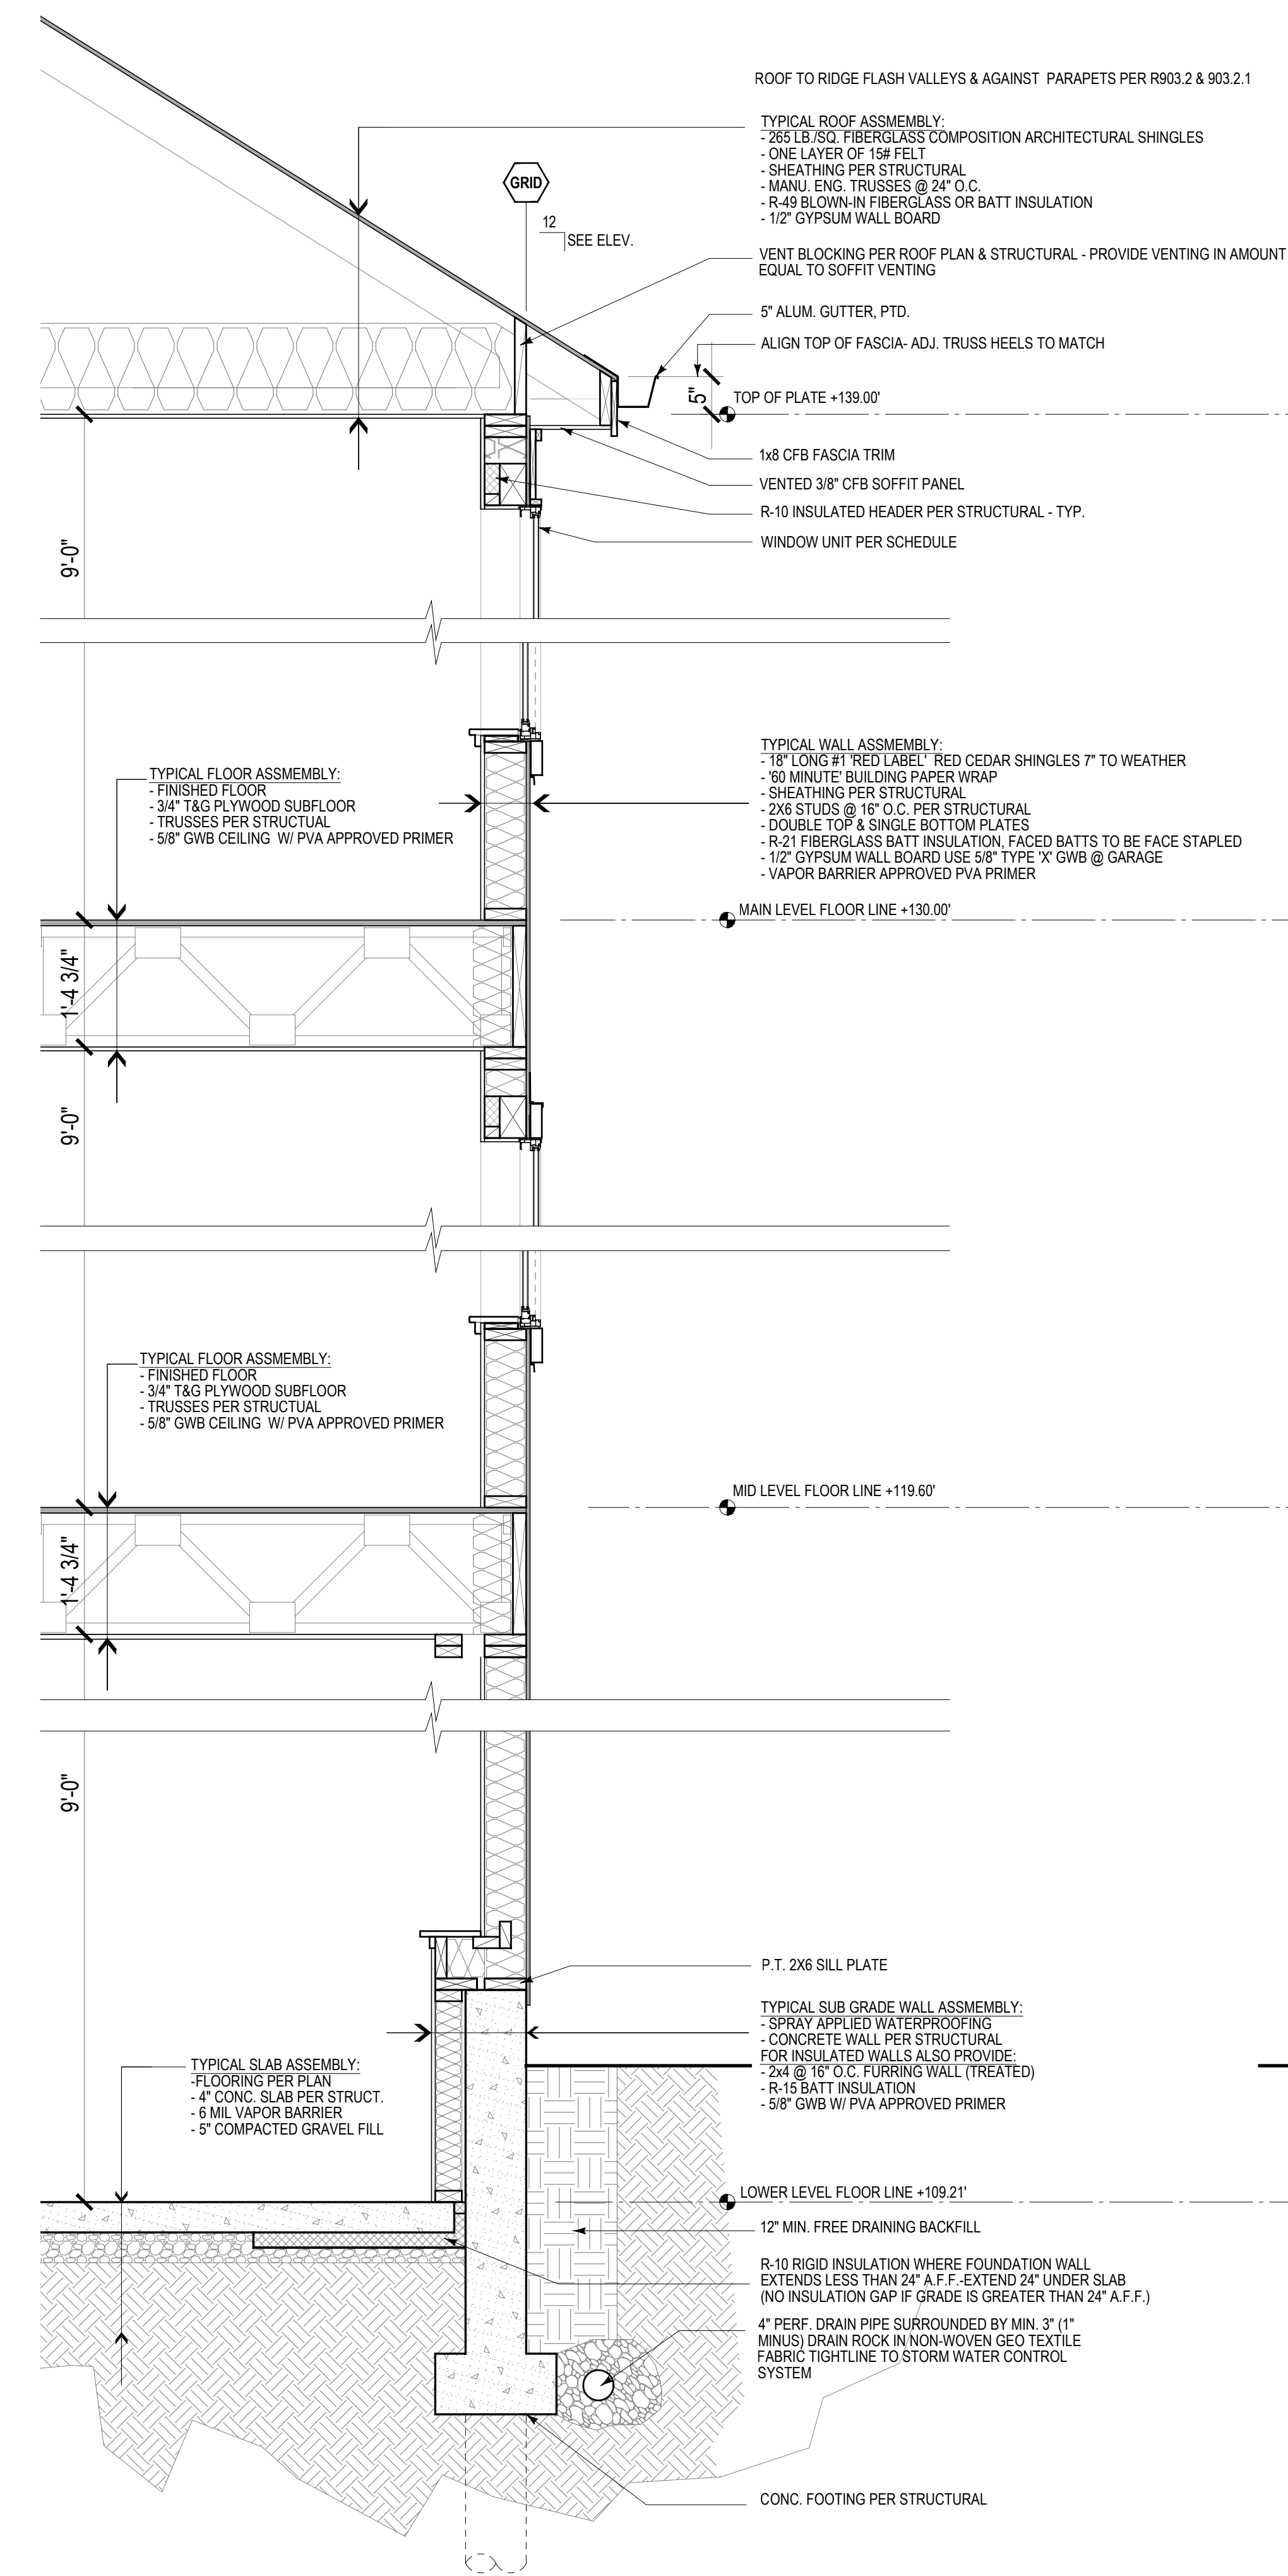 ROOF TO RIDGE FLASH VALLEYS & AGAINST PARAPETS PER R903.2 & 903.2.1
TYPICAL ROOF ASSMEMBLY:
- 265 LB./SQ. FIBERGLASS COMPOSITION ARCHITECTURAL SHINGLES
- ONE LAYER OF 15# FELT
- SHEATHING PER STRUCTURAL
- MANU. ENG. TRUSSES @ 24" O.C.
- R-49 BLOWN-IN FIBERGLASS OR BATT INSULATION
- 1/2" GYPSUM WALL BOARD
GRID
12
SEE ELEV.
VENT BLOCKING PER ROOF PLAN & STRUCTURAL - PROVIDE VENTING IN AMOUNT
EQUAL TO SOFFIT VENTING
5" ALUM. GUTTER, PTD.
ALIGN TOP OF FASCIA- ADJ. TRUSS HEELS TO MATCH
5"
TOP OF PLATE +139.00'
1x8 CFB FASCIA TRIM
VENTED 3/8" CFB SOFFIT PANEL
R-10 INSULATED HEADER PER STRUCTURAL - TYP.
WINDOW UNIT PER SCHEDULE
9'-0"
TYPICAL WALL ASSMEMBLY:
- 18" LONG #1 'RED LABEL' RED CEDAR SHINGLES 7" TO WEATHER
- '60 MINUTE' BUILDING PAPER WRAP
- SHEATHING PER STRUCTURAL
- 2X6 STUDS @ 16" O.C. PER STRUCTURAL
- DOUBLE TOP & SINGLE BOTTOM PLATES
- R-21 FIBERGLASS BATT INSULATION, FACED BATTS TO BE FACE STAPLED
- 1/2" GYPSUM WALL BOARD USE 5/8" TYPE 'X' GWB @ GARAGE
- VAPOR BARRIER APPROVED PVA PRIMER
TYPICAL FLOOR ASSMEMBLY:
- FINISHED FLOOR
- 3/4" T&G PLYWOOD SUBFLOOR
- TRUSSES PER STRUCTUAL
- 5/8" GWB CEILING W/ PVA APPROVED PRIMER
MAIN LEVEL FLOOR LINE +130.00'
1'-4 3/4"
9'-0"
TYPICAL FLOOR ASSMEMBLY:
- FINISHED FLOOR
- 3/4" T&G PLYWOOD SUBFLOOR
- TRUSSES PER STRUCTUAL
- 5/8" GWB CEILING W/ PVA APPROVED PRIMER
MID LEVEL FLOOR LINE +119.60'
1'-4 3/4"
9'-0"
P.T. 2X6 SILL PLATE
TYPICAL SUB GRADE WALL ASSMEMBLY:
- SPRAY APPLIED WATERPROOFING
- CONCRETE WALL PER STRUCTURAL
FOR INSULATED WALLS ALSO PROVIDE:
- 2x4 @ 16" O.C. FURRING WALL (TREATED)
- R-15 BATT INSULATION
- 5/8" GWB W/ PVA APPROVED PRIMER
TYPICAL SLAB ASSEMBLY:
-FLOORING PER PLAN
- 4" CONC. SLAB PER STRUCT.
- 6 MIL VAPOR BARRIER
- 5" COMPACTED GRAVEL FILL
LOWER LEVEL FLOOR LINE +109.21'
12" MIN. FREE DRAINING BACKFILL
R-10 RIGID INSULATION WHERE FOUNDATION WALL
EXTENDS LESS THAN 24" A.F.F.-EXTEND 24" UNDER SLAB
(NO INSULATION GAP IF GRADE IS GREATER THAN 24" A.F.F.)
4" PERF. DRAIN PIPE SURROUNDED BY MIN. 3" (1"
MINUS) DRAIN ROCK IN NON-WOVEN GEO TEXTILE
FABRIC TIGHTLINE TO STORM WATER CONTROL
SYSTEM
CONC. FOOTING PER STRUCTURAL